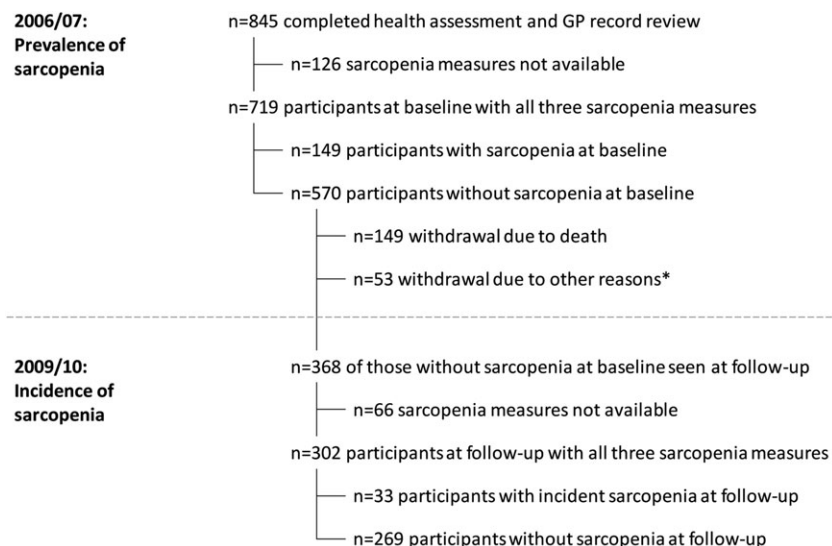 2006/07:
Prevalence of
sarcopenia
n=845 completed health assessment and GP record review
n=126 sarcopenia measures not available
n=719 participants at baseline with all three sarcopenia measures
n=149 participants with sarcopenia at baseline
n=570 participants without sarcopenia at baseline
n=149 withdrawal due to death
n=53 withdrawal due to other reasons*
2009/10:
Incidence of
sarcopenia
n=368 of those without sarcopenia at baseline seen at follow-up
n=66 sarcopenia measures not available
n=302 participants at follow-up with all three sarcopenia measures
n=33 participants with incident sarcopenia at follow-up
n=269 participants without sarcopenia at follow-up